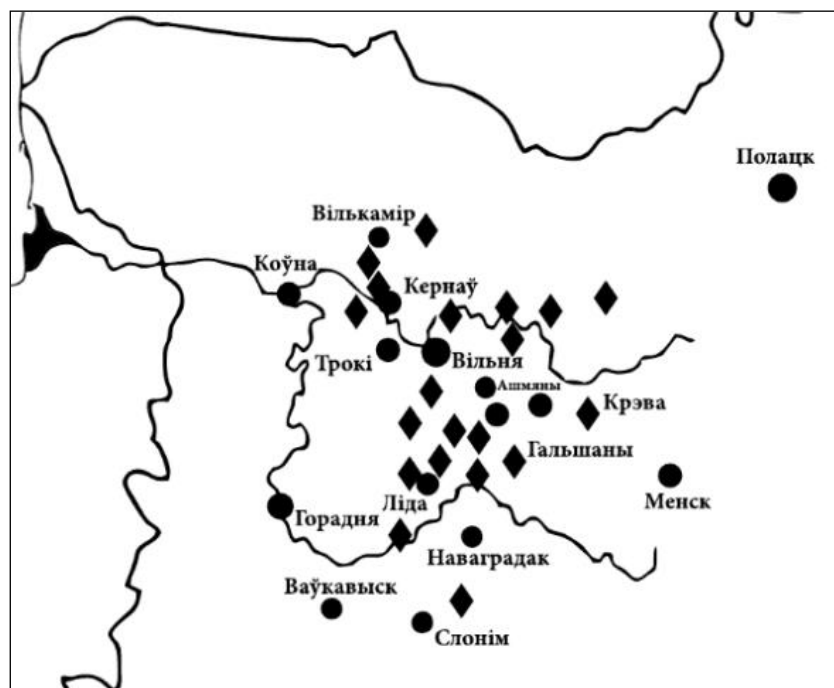 Полацк
Вількамір
Коўна
Кернаў
Трокі
Вільня
Ашмяны
Крэва
Гальшаны
Менск
Ліда
Горадня
Наваградак
Ваўкавыск
Слонім